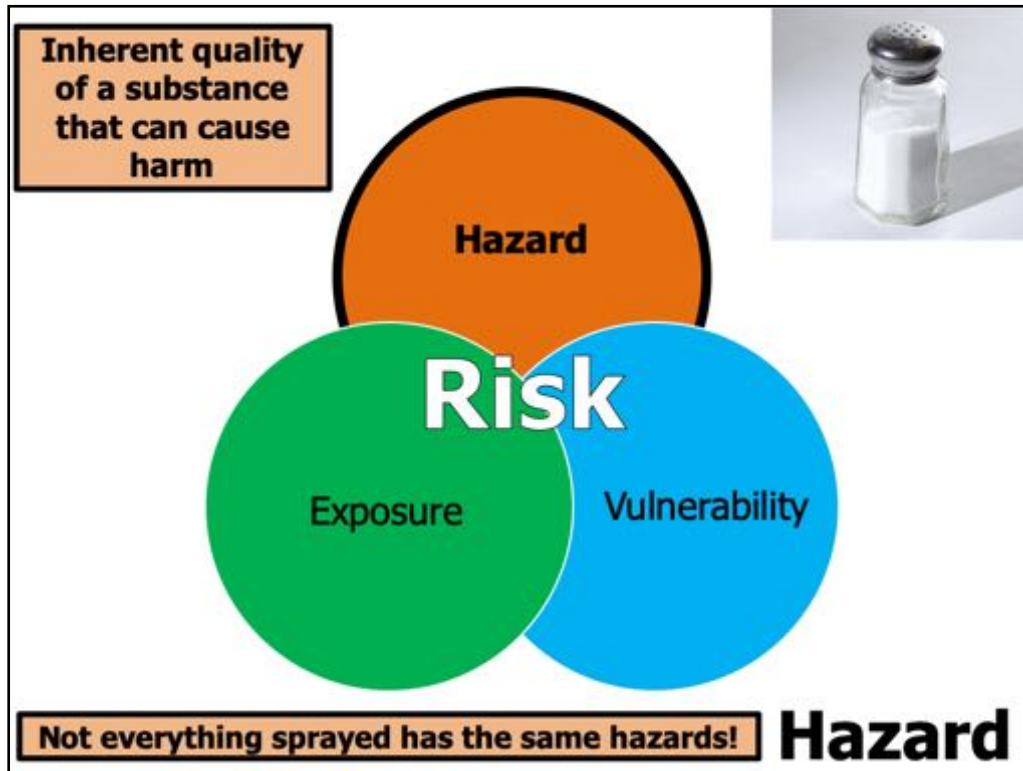 Inherent quality
of a substance
that can cause
harm
Hazard
Risk
Exposure
Vulnerability
Not everything sprayed has the same hazards!
Hazard